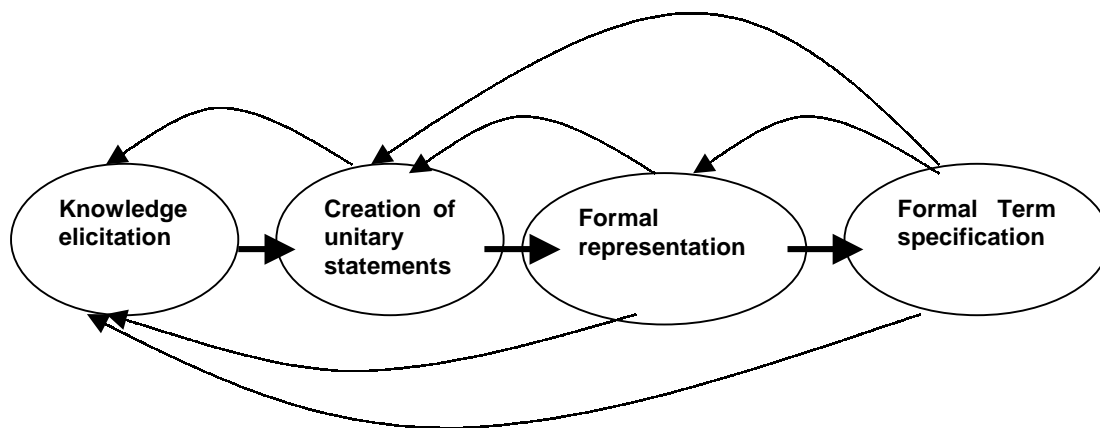 Knowledge
elicitation
Creation of
unitary
statements
Formal
representation
Formal Term
specification